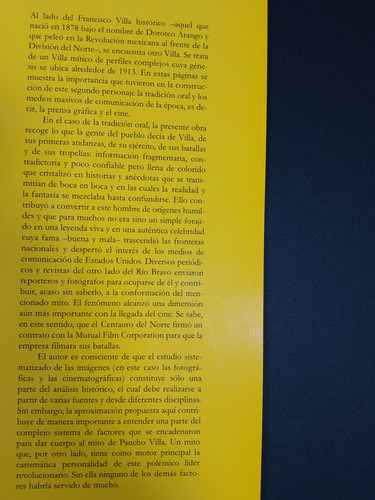 Al lado del Francisco Villa histórico –aquel que
nació en 1878 bajo el nombre de Doroteo Arango y
que peleó en la Revolución mexicana al frente de la
División del Norte–, se encuentra otro Villa. Se trata
de un Villa mítico de perfiles complejos cuya géne-
sis se ubica alrededor de 1913. En estas páginas se
muestra la importancia que tuvieron en la construc-
ción de este segundo personaje la tradición oral y los
medios masivos de comunicación de la época, es de-
cir, la prensa gráfica y el cine.
En el caso de la tradición oral, la presente obra
recoge lo que la gente del pueblo decía de Villa, de
sus primeras andanzas, de su ejército, de sus batallas
y de sus tropelías: información fragmentaria, con-
tradictoria y poco confiable pero llena de colorido
que cristalizó en historias y anécdotas que se trans-
mitían de boca en boca y en las cuales la realidad y
la fantasía se mezclaba hasta confundirse. Ello con-
tribuyó a convertir a este hombre de orígenes humil-
des y que para muchos no era sino un simple foraji-
do en una leyenda viva y en una auténtica celebridad
cuya fama –buena y mala– trascendió las fronteras
nacionales y despertó el interés de los medios de
comunicación de Estados Unidos. Diversos periódi-
cos y revistas del otro lado del Río Bravo enviaron
reporteros y fotógrafos para ocuparse de él y contri-
buir, acaso sin saberlo, a la conformación del men-
cionado mito. El fenómeno alcanzó una dimensión
aún más importante con la llegada del cine. Se sabe,
en este sentido, que el Centauro del Norte firmó un
contrato con la Mutual Film Corporation para que la
empresa filmara sus batallas.
El autor es consciente de que el estudio siste-
matizado de las imágenes (en este caso las fotográ-
ficas y las cinematográficas) constituye sólo una
parte del análisis histórico, el cual debe realizarse a
partir de varias fuentes y desde diferentes disciplinas.
Sin embargo, la aproximación propuesta aquí contri-
buye de manera importante a entender una parte del
complejo sistema de factores que se encadenaron
para dar cuerpo al mito de Pancho Villa. Un mito
que, por otro lado, tiene como motor principal la
carismática personalidad de este polémico líder
revolucionario. Sin ella ninguno de los demás facto-
res habría servido de mucho.